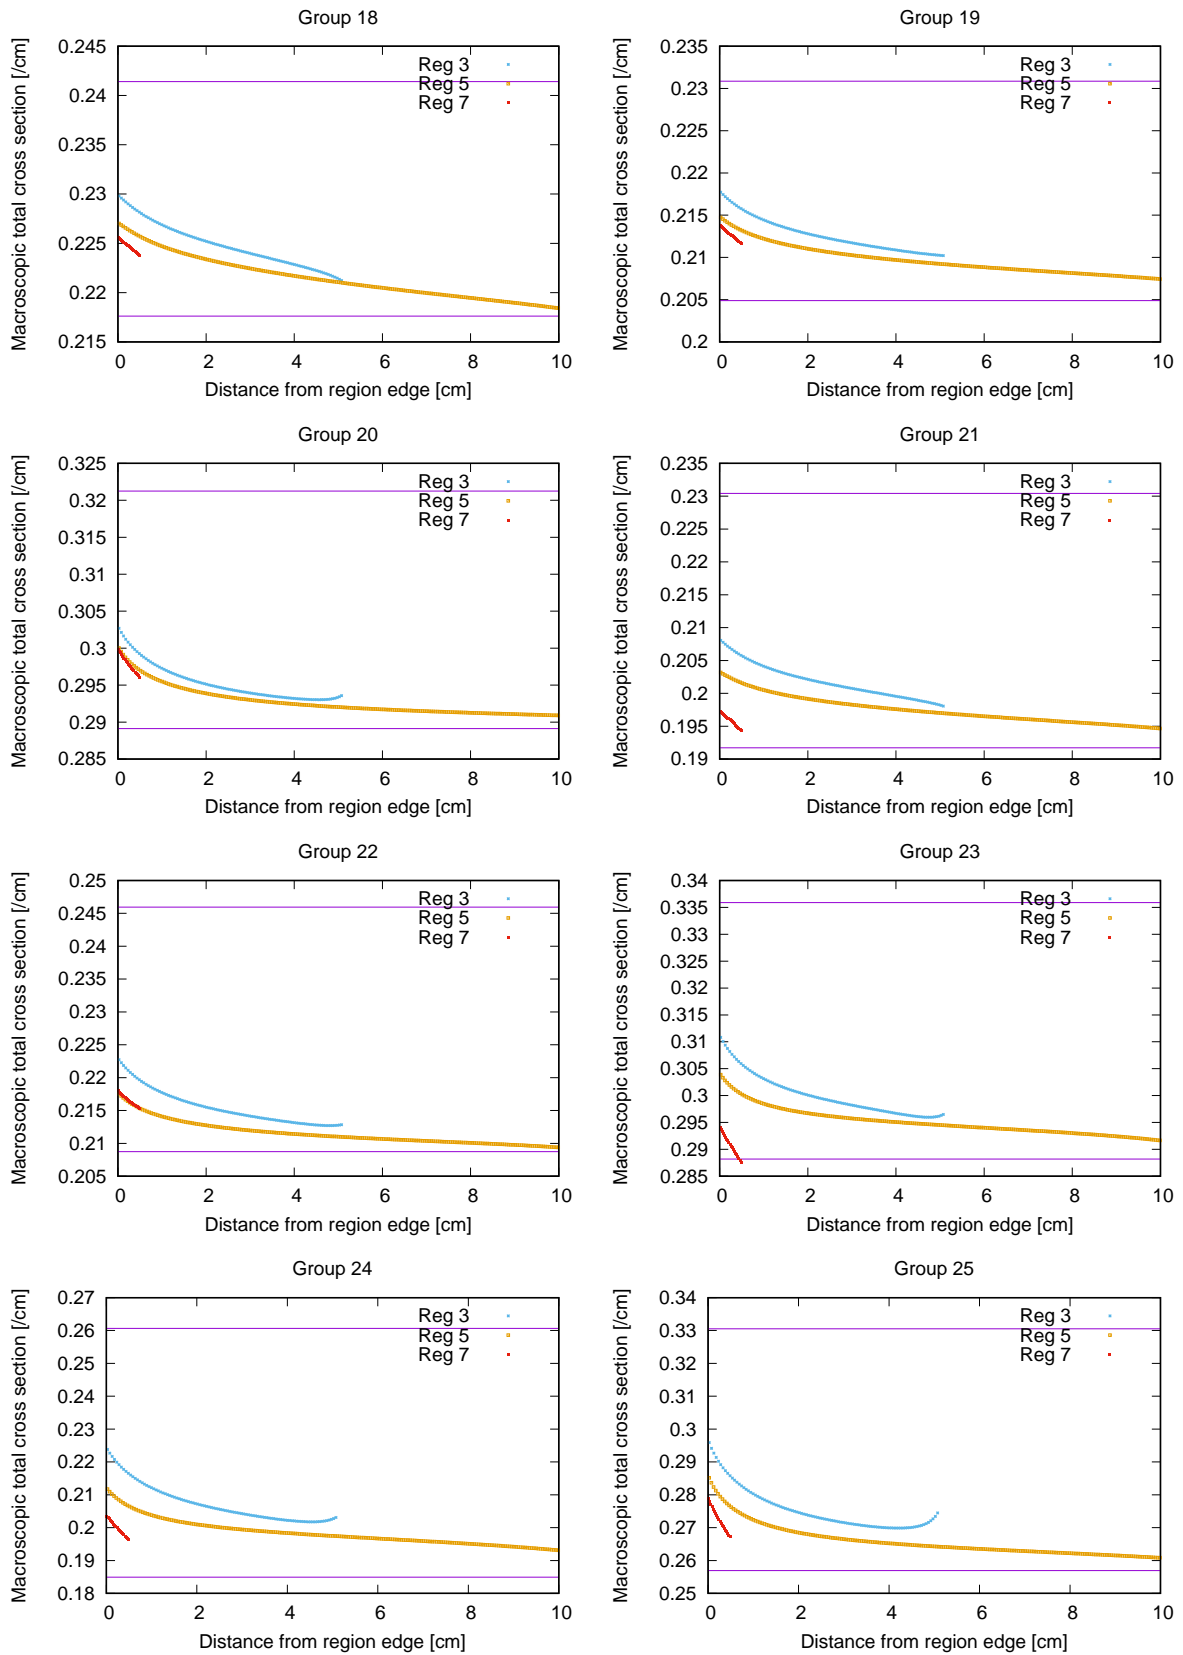 Group 18
Macroscopic total cross section [/cm]
0.245
0.24
0.235
0.23
0.225
0.22
0.215
Reg 3
Reg 5
Reg 7
0 2 4 6 8 10
Distance from region edge [cm]
Group 19
Macroscopic total cross section [/cm]
0.235
0.23
0.225
0.22
0.215
0.21
0.205
0.2
Reg 3
Reg 5
Reg 7
0 2 4 6 8 10
Distance from region edge [cm]
Group 20
Macroscopic total cross section [/cm]
0.325
0.32
0.315
0.31
0.305
0.3
0.295
0.29
0.285
Reg 3
Reg 5
Reg 7
0 2 4 6 8 10
Distance from region edge [cm]
Group 21
Macroscopic total cross section [/cm]
0.235
0.23
0.225
0.22
0.215
0.21
0.205
0.2
0.195
0.19
Reg 3
Reg 5
Reg 7
0 2 4 6 8 10
Distance from region edge [cm]
Group 22
Macroscopic total cross section [/cm]
0.25
0.245
0.24
0.235
0.23
0.225
0.22
0.215
0.21
0.205
Reg 3
Reg 5
Reg 7
0 2 4 6 8 10
Distance from region edge [cm]
Group 23
Macroscopic total cross section [/cm]
0.34
0.335
0.33
0.325
0.32
0.315
0.31
0.305
0.3
0.295
0.29
0.285
Reg 3
Reg 5
Reg 7
0 2 4 6 8 10
Distance from region edge [cm]
Group 24
Macroscopic total cross section [/cm]
0.27
0.26
0.25
0.24
0.23
0.22
0.21
0.2
0.19
0.18
Reg 3
Reg 5
Reg 7
0 2 4 6 8 10
Distance from region edge [cm]
Group 25
Macroscopic total cross section [/cm]
0.34
0.33
0.32
0.31
0.3
0.29
0.28
0.27
0.26
0.25
Reg 3
Reg 5
Reg 7
0 2 4 6 8 10
Distance from region edge [cm]